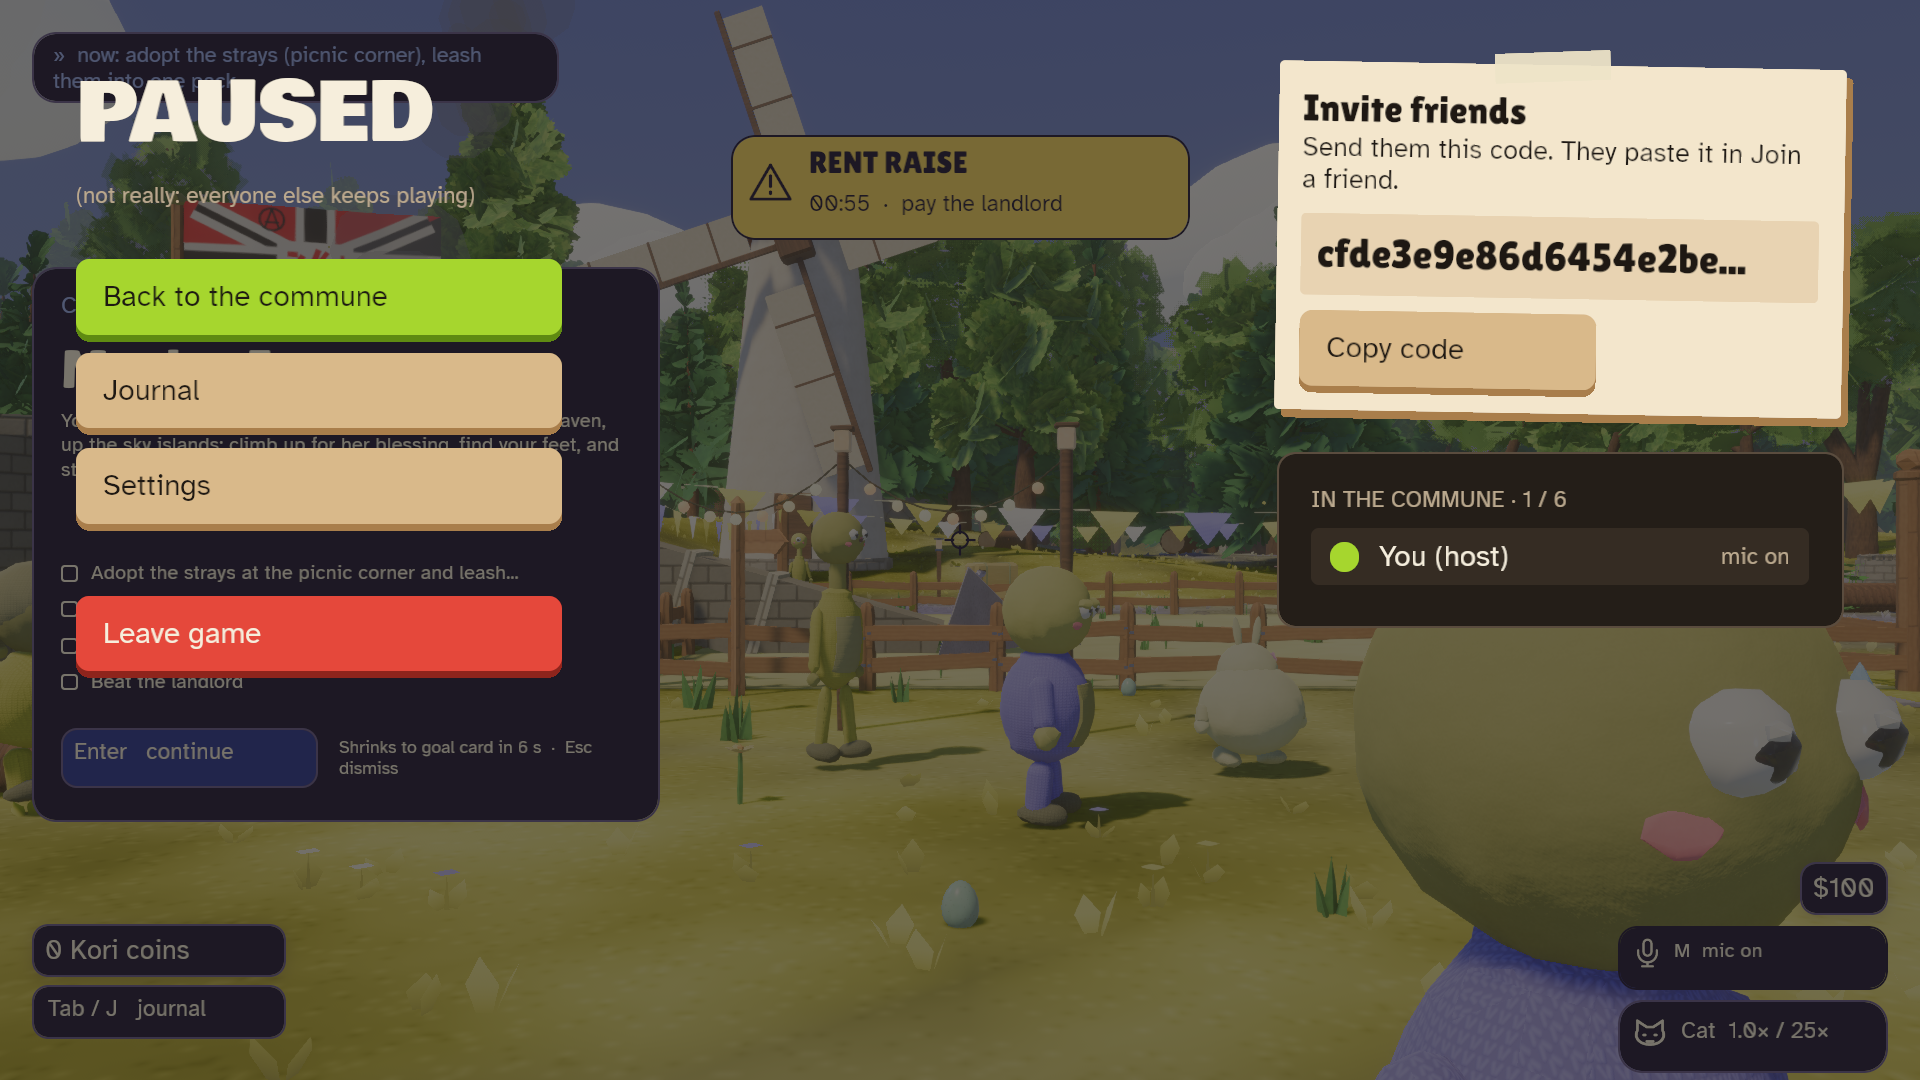 » now: adopt the strays (picnic corner), leash
them into one pack
PAUSED
(not really: everyone else keeps playing)
Back to the commune
Journal
aven,
up the sky islands: climb up for her blessing, find your feet, and
Settings
Adopt the strays at the picnic corner and leash...
Leave game
Beat the landlord
Enter continue
Shrinks to goal card in 6 s · Esc
dismiss
0 Kori coins
Tab / J journal
RENT RAISE
00:55 · pay the landlord
Invite friends
Send them this code. They paste it in Join
a friend.
cfde3e9e86d6454e2be...
Copy code
IN THE COMMUNE · 1 / 6
You (host) mic on
$100
M mic on
Cat 1.0× / 25×